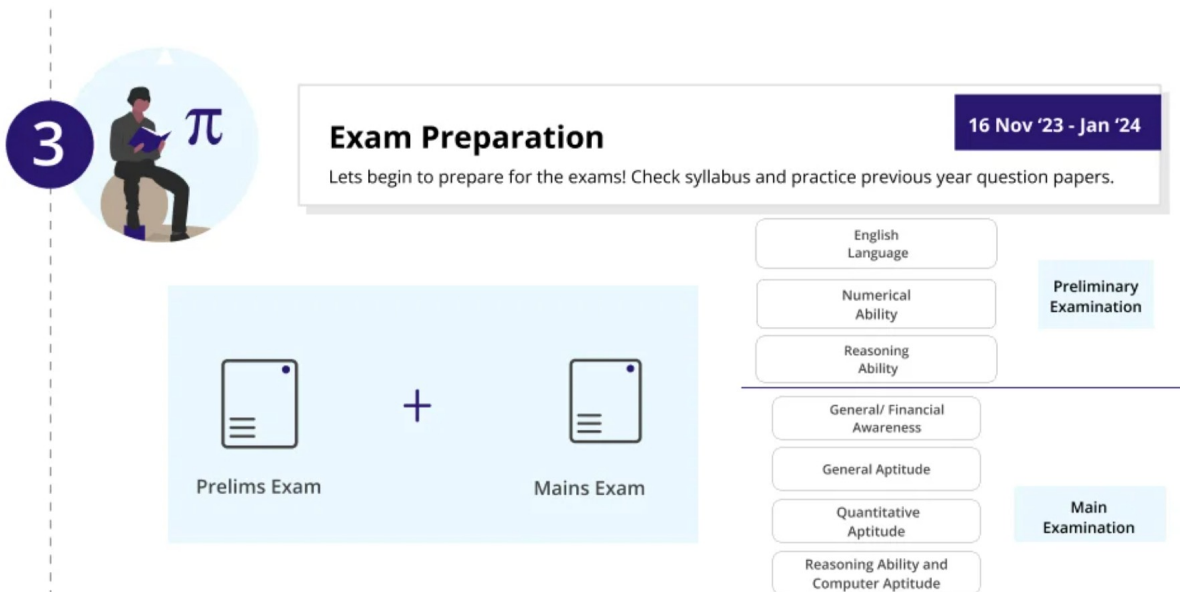 3
π
Exam Preparation
16 Nov ‘23 - Jan ‘24
Lets begin to prepare for the exams! Check syllabus and practice previous year question papers.
Prelims Exam
+
Mains Exam
English
Language
Numerical
Ability
Reasoning
Ability
Preliminary
Examination
General/ Financial
Awareness
General Aptitude
Quantitative
Aptitude
Reasoning Ability and
Computer Aptitude
Main
Examination